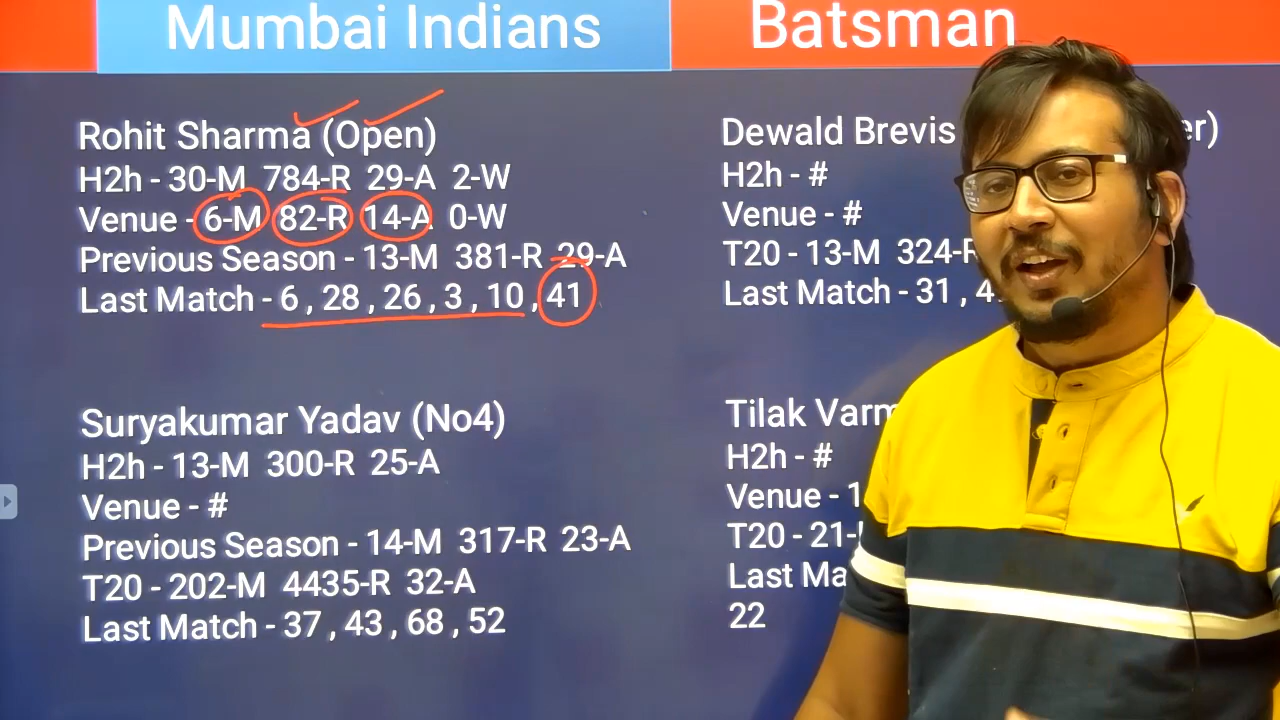 Mumbai Indians
Batsman
Rohit Sharma (Open)
H2h - 30-M 784-R 29-A 2-W
Venue - 6-M 82-R 14-A 0-W
Previous Season - 13-M 381-R 29-A
Last Match - 6 , 28 , 26 , 3 , 10 , 41
Suryakumar Yadav (No4)
H2h - 13-M 300-R 25-A
Venue - #
Previous Season - 14-M 317-R 23-A
T20 - 202-M 4435-R 32-A
Last Match - 37 , 43 , 68 , 52
Dewald Brevis
H2h - #
Venue - #
T20 - 13-M 324-R
Last Match - 31 ,
Tilak
H2h - #
Venue -
T20 -
Last
22